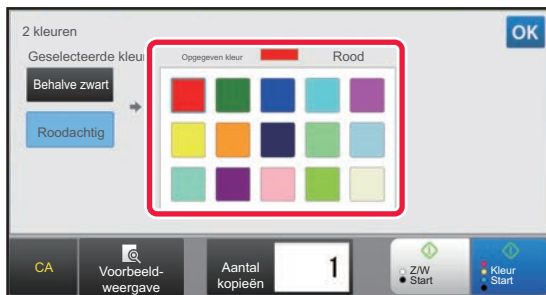 2 kleuren
OK
Geselecteerde kleur
Opgegeven kleur
Rood
Behalve zwart
Roodachtig
CA
Voorbeeld-
weergave
Aantal
kopieën
1
Z/W
Start
Kleur
Start